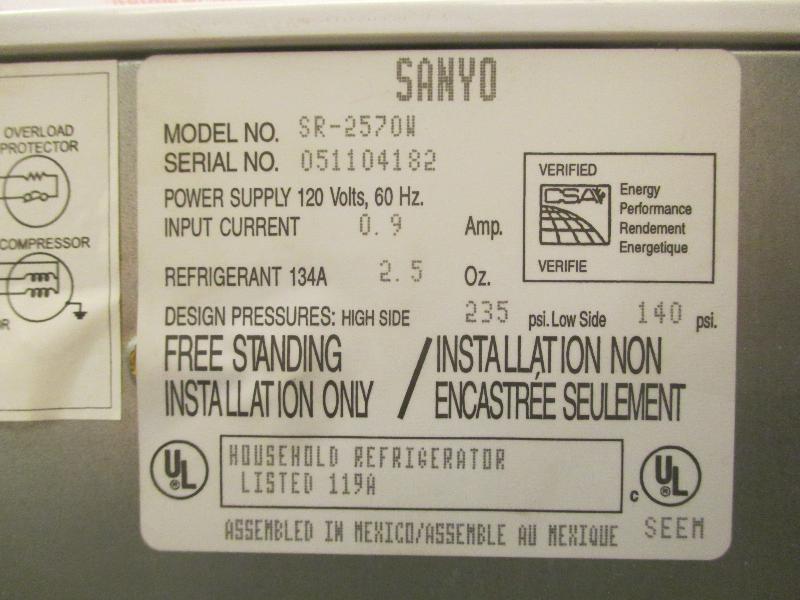 OVERLOAD
PROTECTOR
COMPRESSOR
SANYO
MODEL NO. SR-2570W
SERIAL NO. 051104182
POWER SUPPLY 120 Volts, 60 Hz.
INPUT CURRENT 0.9 Amp.
REFRIGERANT 134A 2.5 Oz.
VERIFIED
CSA
Energy
Performance
Rendement
Energetique
VERIFIE
DESIGN PRESSURES: HIGH SIDE 235 psi. Low Side 140 psi.
FREE STANDING / INSTALLATION NON
INSTALLATION ONLY ENCASTRÉE SEULEMENT
UL ® HOUSEHOLD REFRIGERATOR
LISTED 119A
c UL ®
ASSEMBLED IN MEXICO/ASSEMBLE AU MEXIQUE SEEM